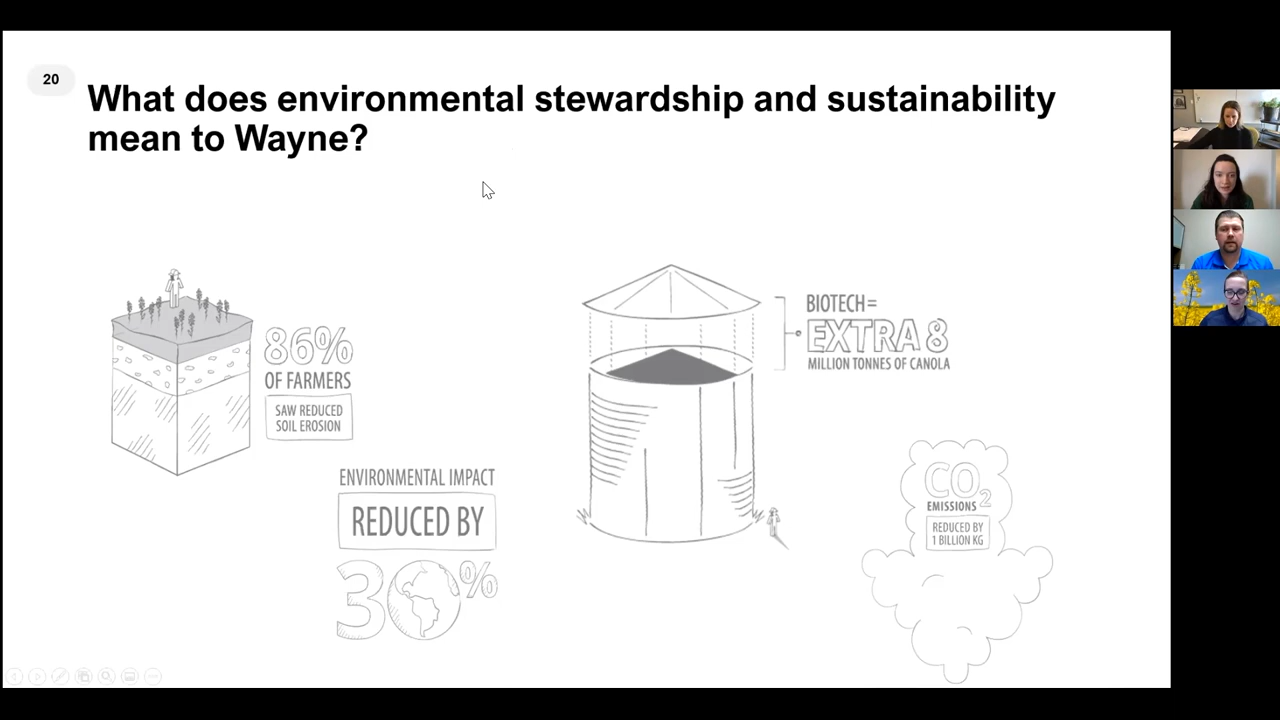 20
What does environmental stewardship and sustainability
mean to Wayne?
86%
OF FARMERS
SAW REDUCED
SOIL EROSION
ENVIRONMENTAL IMPACT
REDUCED BY
30%
BIOTECH=
EXTRA 8
MILLION TONNES OF CANOLA
CO2
EMISSIONS
REDUCED BY
1 BILLION KG